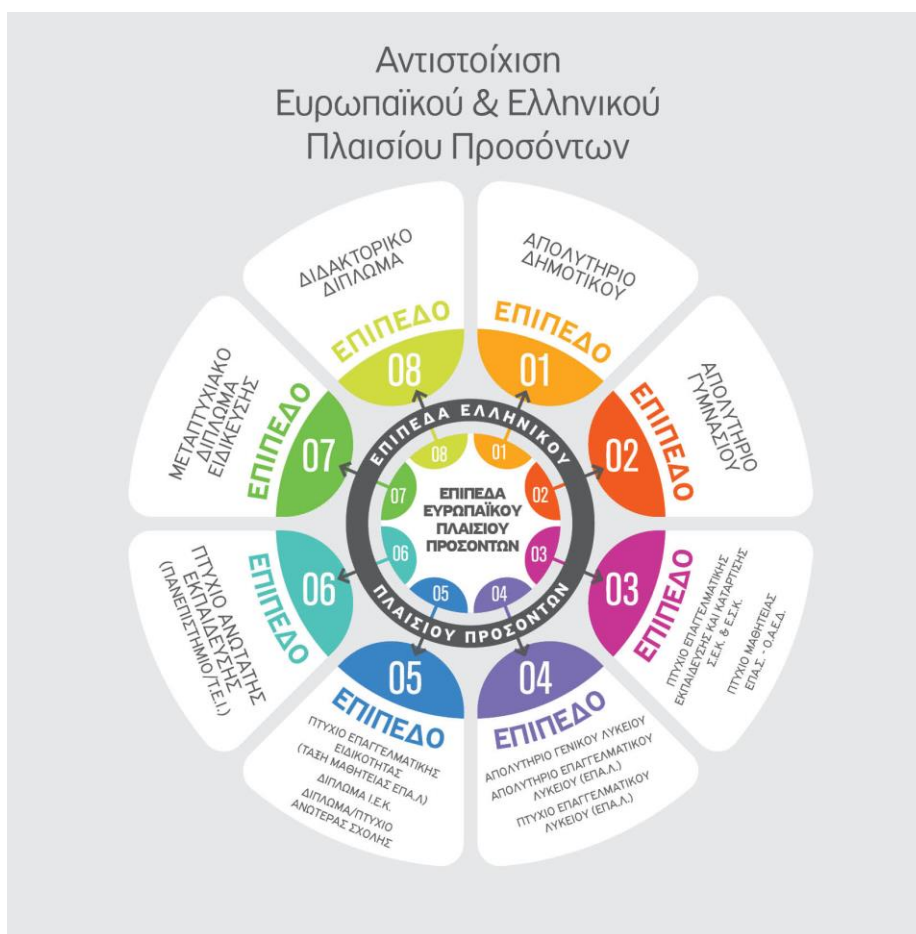 Αντιστοίχιση
Ευρωπαϊκού & Ελληνικού
Πλαισίου Προσόντων
ΑΠΟΛΥΤΗΡΙΟ
ΔΗΜΟΤΙΚΟΥ
ΕΠΙΠΕΔΟ
01
ΑΠΟΛΥΤΗΡΙΟ
ΓΥΜΝΑΣΙΟΥ
ΕΠΙΠΕΔΟ
02
ΕΠΙΠΕΔΟ
03
ΠΤΥΧΙΟ ΕΠΑΓΓΕΛΜΑΤΙΚΗΣ
ΕΚΠΑΙΔΕΥΣΗΣ ΚΑΙ ΚΑΤΑΡΤΙΣΗΣ
Σ.Ε.Κ. & Ε.Σ.Κ.
ΠΤΥΧΙΟ ΜΑΘΗΤΕΙΑΣ
ΕΠΑ.Σ. - Ο.Α.Ε.Δ.
04
ΕΠΙΠΕΔΟ
ΑΠΟΛΥΤΗΡΙΟ ΓΕΝΙΚΟΥ ΛΥΚΕΙΟΥ
ΑΠΟΛΥΤΗΡΙΟ ΕΠΑΓΓΕΛΜΑΤΙΚΟΥ
ΛΥΚΕΙΟΥ (ΕΠΑ.Λ.)
ΠΤΥΧΙΟ ΕΠΑΓΓΕΛΜΑΤΙΚΟΥ
ΛΥΚΕΙΟΥ (ΕΠΑ.Λ.)
05
ΕΠΙΠΕΔΟ
ΠΤΥΧΙΟ ΕΠΑΓΓΕΛΜΑΤΙΚΗΣ
ΕΙΔΙΚΟΤΗΤΑΣ
(ΤΑΞΗ ΜΑΘΗΤΕΙΑΣ ΕΠΑ.Λ)
ΔΙΠΛΩΜΑ Ι.Ε.Κ.
ΔΙΠΛΩΜΑ/ΠΤΥΧΙΟ
ΑΝΩΤΕΡΑΣ ΣΧΟΛΗΣ
06
ΕΠΙΠΕΔΟ
ΠΤΥΧΙΟ ΑΝΩΤΑΤΗΣ
ΕΚΠΑΙΔΕΥΣΗΣ
(ΠΑΝΕΠΙΣΤΗΜΙΟ/Τ.Ε.Ι.)
ΜΕΤΑΠΤΥΧΙΑΚΟ
ΔΙΠΛΩΜΑ
ΕΙΔΙΚΕΥΣΗΣ
ΕΠΙΠΕΔΟ
07
ΔΙΔΑΚΤΟΡΙΚΟ
ΔΙΠΛΩΜΑ
ΕΠΙΠΕΔΟ
08
ΕΠΙΠΕΔΑ ΕΛΛΗΝΙΚΟΥ
ΠΛΑΙΣΙΟΥ ΠΡΟΣΟΝΤΩΝ
01
02
03
04
05
06
07
08
ΕΠΙΠΕΔΑ
ΕΥΡΩΠΑΪΚΟΥ
ΠΛΑΙΣΙΟΥ
ΠΡΟΣΟΝΤΩΝ